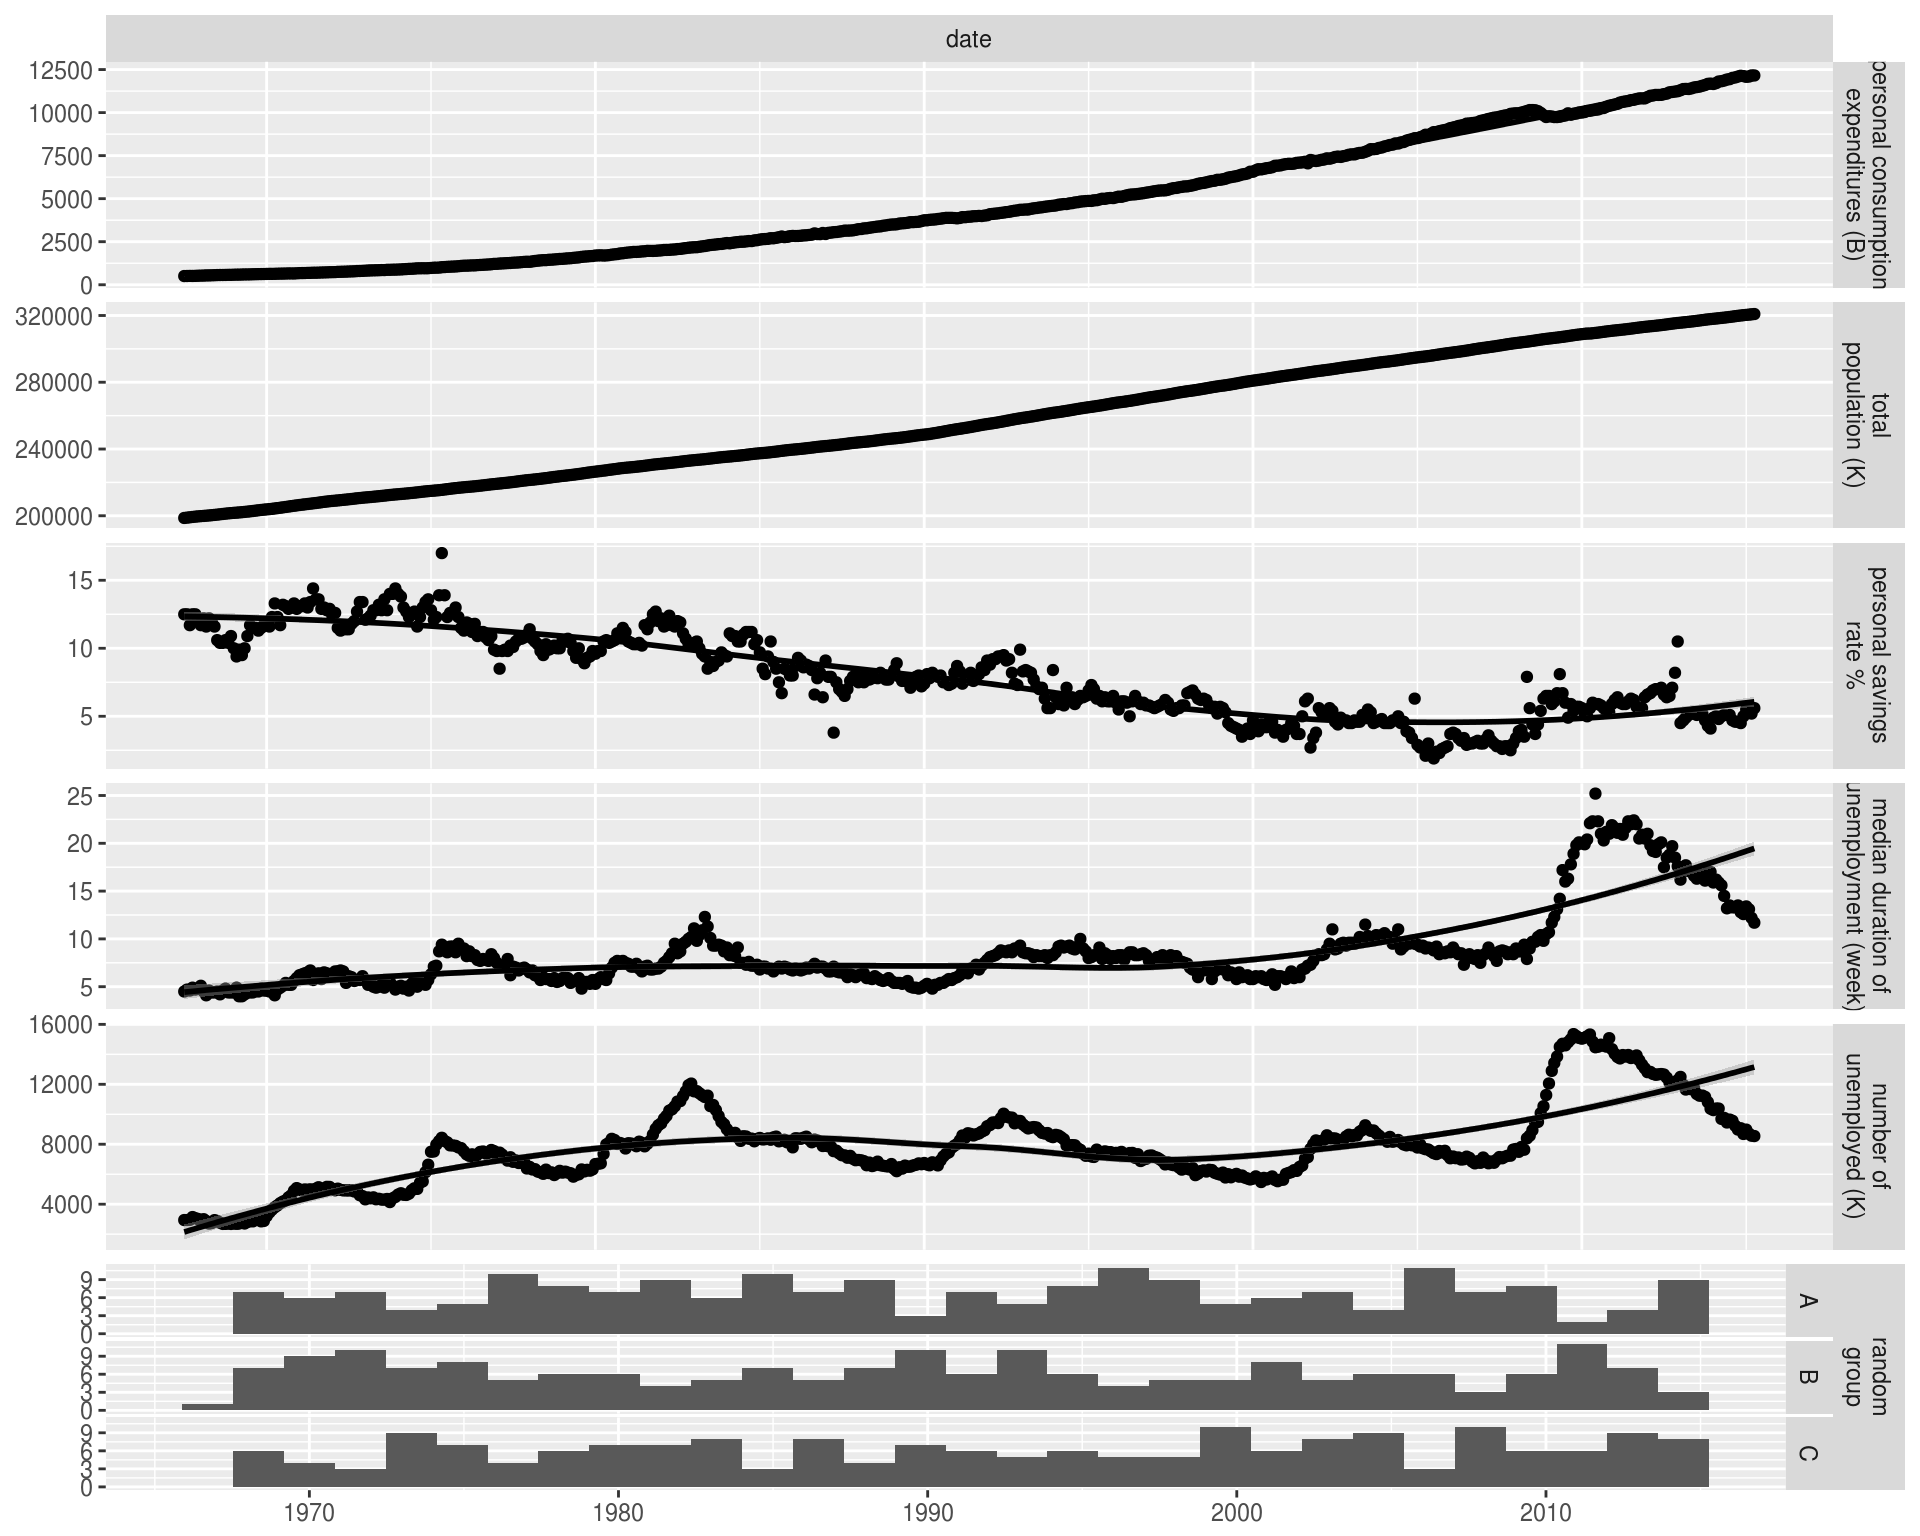 date
12500
10000
7500
5000
2500
0
personal consumption
expenditures (B)
320000
280000
240000
200000
total
population (K)
15
10
5
personal savings
rate %
25
20
15
10
5
median duration of
unemployment (week)
16000
12000
8000
4000
number of
unemployed (K)
9
6
3
0
A
9
6
3
0
B
random
group
9
6
3
0
C
1970
1980
1990
2000
2010